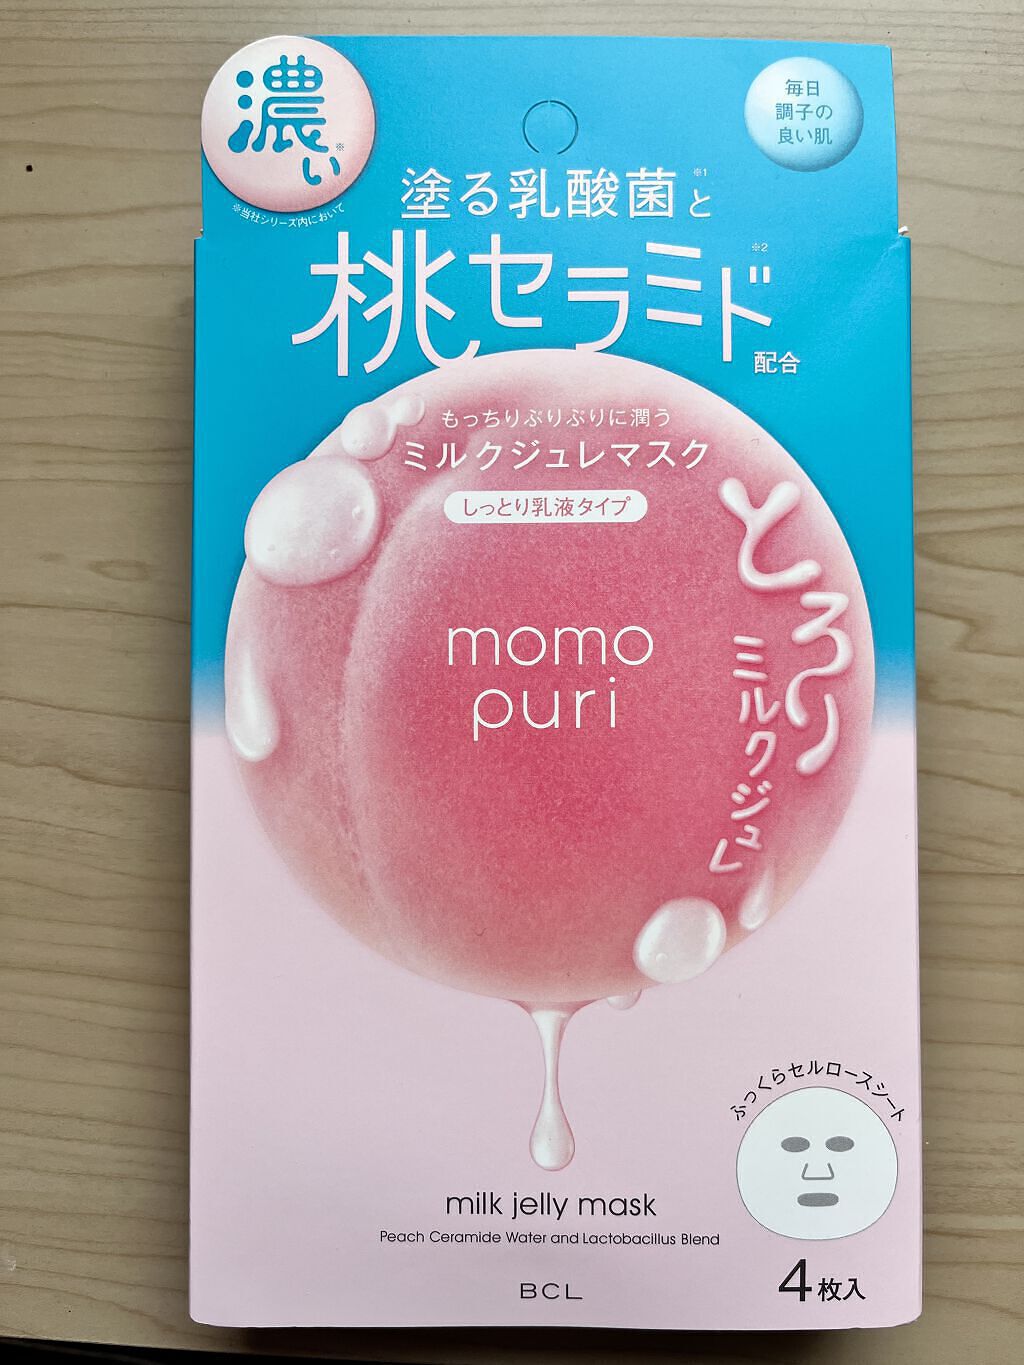 濃い※
※当社シリーズ内において
毎日
調子の
良い肌
塗る乳酸菌※1と
桃セラミド※2
配合
もっちりぷりぷりに潤う
ミルクジュレマスク
しっとり乳液タイプ
とろり
ミルクジュレ
momo
puri
ふっくらセルロースシート
milk jelly mask
Peach Ceramide Water and Lactobacillus Blend
BCL
4枚入